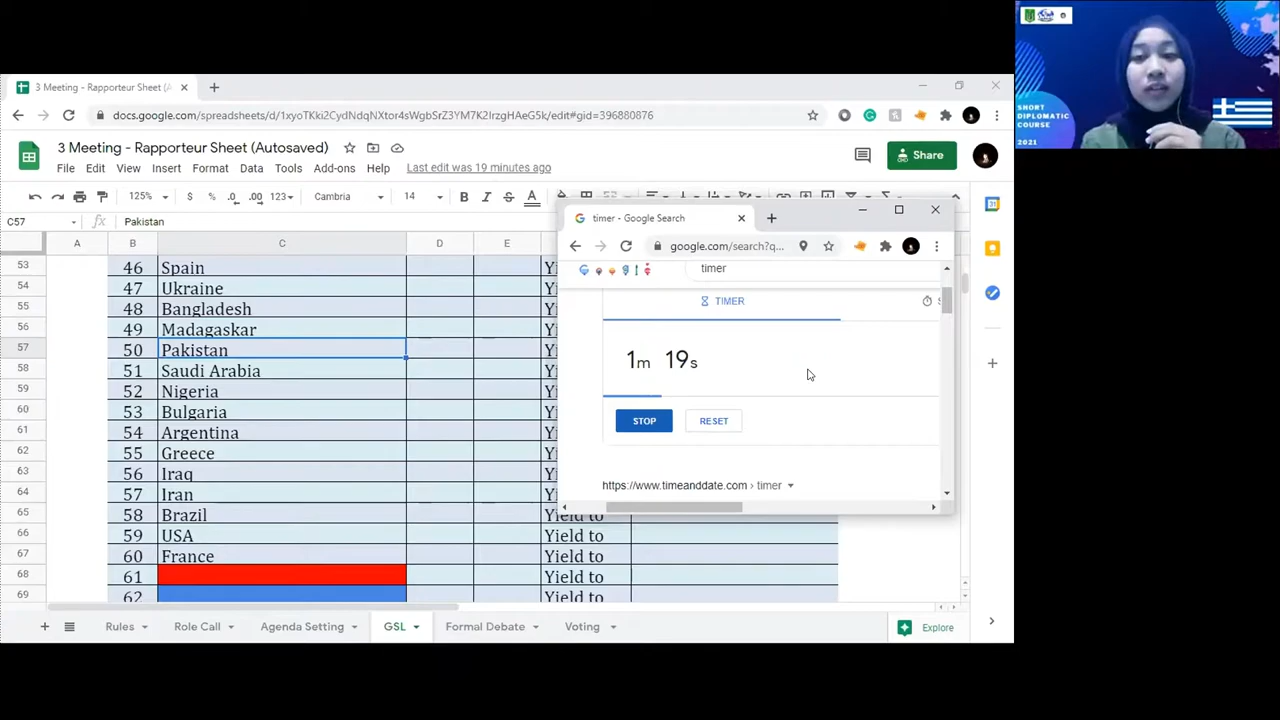 3 Meeting - Rapporteur Sheet (A
docs.google.com/spreadsheets/d/1xyoTKki2CydNdqNXtor4sWgbSrZ3YM7K2IrzgHAeG5k/edit#gid=396880876
3 Meeting - Rapporteur Sheet (Autosaved)
File Edit View Insert Format Data Tools Add-ons Help Last edit was 19 minutes ago
Share
125% $ % .0 .00 123 Cambria 14 B I S A
C57 fx Pakistan
A B C D E
53 46 Spain
54 47 Ukraine
55 48 Bangladesh
56 49 Madagaskar
57 50 Pakistan
58 51 Saudi Arabia
59 52 Nigeria
60 53 Bulgaria
61 54 Argentina
62 55 Greece
63 56 Iraq
64 57 Iran
65 58 Brazil Yield to
66 59 USA Yield to
67 60 France Yield to
68 61 Yield to
69 62 Yield to
Rules Role Call Agenda Setting GSL Formal Debate Voting
Explore
timer - Google Search
google.com/search?q...
timer
TIMER
1m 19s
STOP RESET
https://www.timeanddate.com › timer
SHORT
DIPLOMATIC
COURSE
2021